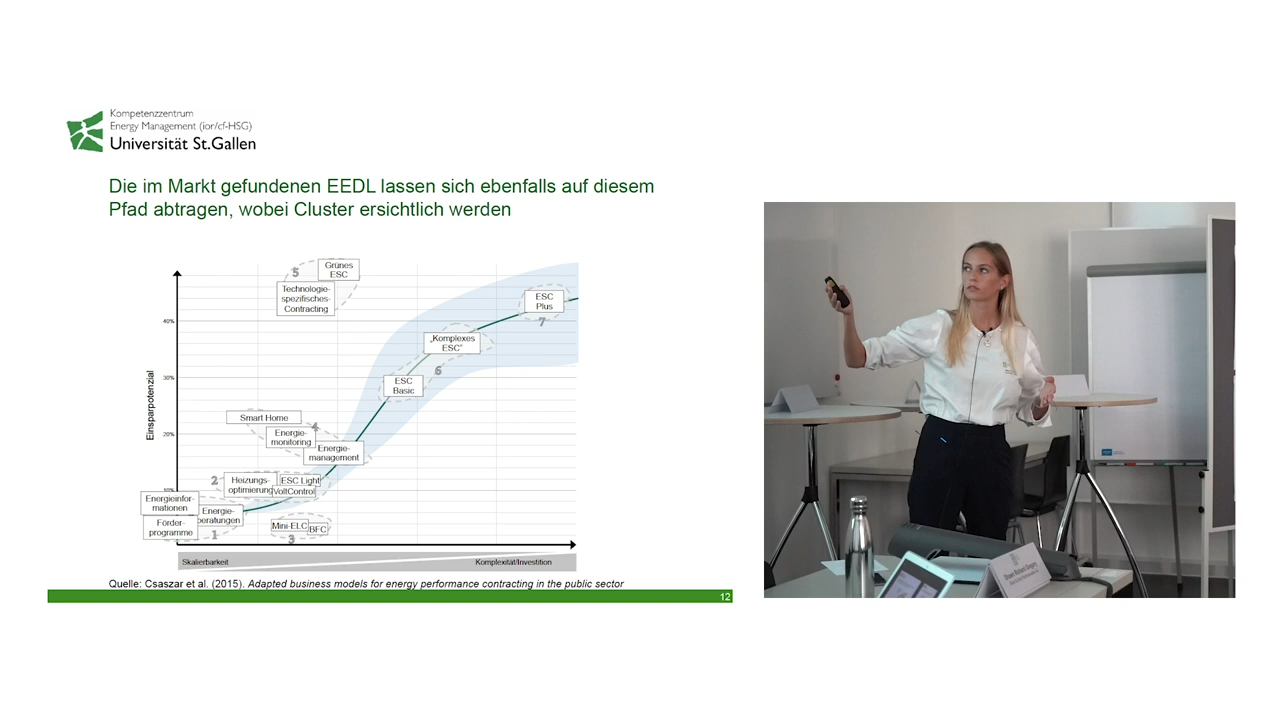 Kompetenzzentrum
Energy Management (ior/cf-HSG)
Universität St.Gallen
Die im Markt gefundenen EEDL lassen sich ebenfalls auf diesem
Pfad abtragen, wobei Cluster ersichtlich werden
Einsparpotenzial
40%
30%
20%
10%
5
Grünes
ESC
Technologie-
spezifisches-
Contracting
ESC
Plus
7
„Komplexes
ESC"
6
ESC
Basic
Smart Home
4
Energie-
monitoring
Energie-
management
2
Heizungs-
optimierung
ESC Light
VoltControl
Energieinfor-
mationen
Energie-
beratungen
Förder-
programme
1
Mini-ELC
BFC
3
Skalierbarkeit
Komplexität/Investition
Quelle: Csaszar et al. (2015). Adapted business models for energy performance contracting in the public sector
12